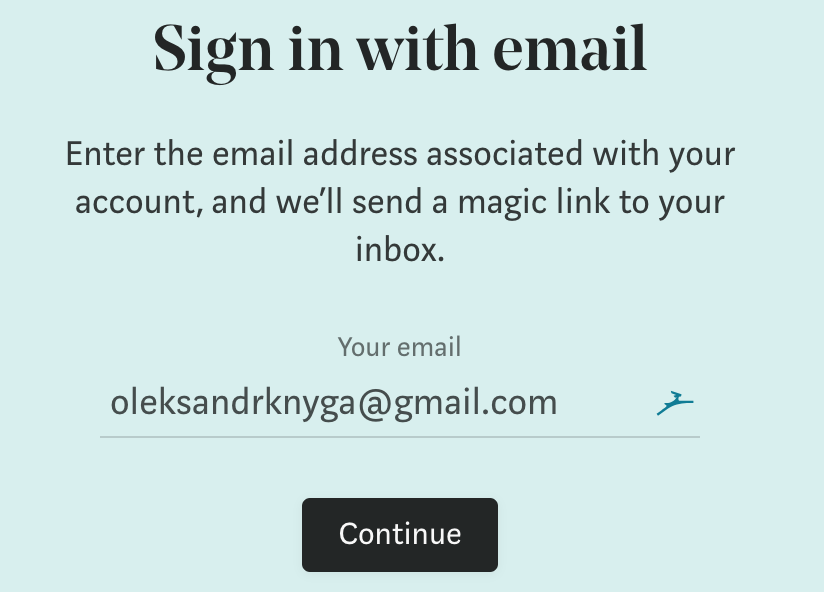 Sign in with email
Enter the email address associated with your
account, and we’ll send a magic link to your
inbox.
Your email
oleksandrknyga@gmail.com
Continue